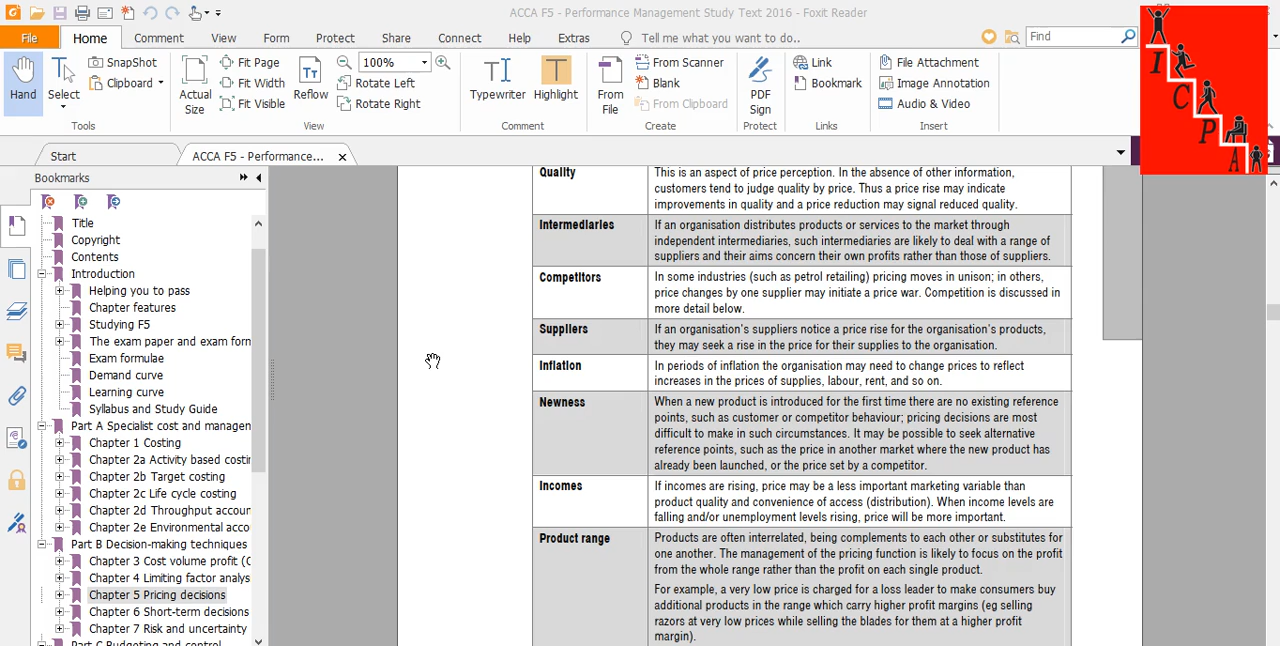 ACCA F5 - Performance Management Study Text 2016 - Foxit Reader
File
Home
Comment
View
Form
Protect
Share
Connect
Help
Extras
Tell me what you want to do..
Find
Hand
Select
SnapShot
Clipboard
Tools
Actual
Size
Fit Page
Fit Width
Fit Visible
Reflow
100%
Rotate Left
Rotate Right
View
Typewriter
Highlight
Comment
From
File
From Scanner
Blank
From Clipboard
Create
PDF
Sign
Protect
Link
Bookmark
Links
File Attachment
Image Annotation
Audio & Video
Insert
I
C
P
A
Start
ACCA F5 - Performance...
Bookmarks
Title
Copyright
Contents
Introduction
Helping you to pass
Chapter features
Studying F5
The exam paper and exam form
Exam formulae
Demand curve
Learning curve
Syllabus and Study Guide
Part A Specialist cost and managen
Chapter 1 Costing
Chapter 2a Activity based costin
Chapter 2b Target costing
Chapter 2c Life cycle costing
Chapter 2d Throughput accoun
Chapter 2e Environmental acco
Part B Decision-making techniques
Chapter 3 Cost volume profit (C
Chapter 4 Limiting factor analys
Chapter 5 Pricing decisions
Chapter 6 Short-term decisions
Chapter 7 Risk and uncertainty
Part C Budgeting and control
Quality
This is an aspect of price perception. In the absence of other information,
customers tend to judge quality by price. Thus a price rise may indicate
improvements in quality and a price reduction may signal reduced quality.
Intermediaries
If an organisation distributes products or services to the market through
independent intermediaries, such intermediaries are likely to deal with a range of
suppliers and their aims concern their own profits rather than those of suppliers.
Competitors
In some industries (such as petrol retailing) pricing moves in unison; in others,
price changes by one supplier may initiate a price war. Competition is discussed in
more detail below.
Suppliers
If an organisation's suppliers notice a price rise for the organisation's products,
they may seek a rise in the price for their supplies to the organisation.
Inflation
In periods of inflation the organisation may need to change prices to reflect
increases in the prices of supplies, labour, rent, and so on.
Newness
When a new product is introduced for the first time there are no existing reference
points, such as customer or competitor behaviour; pricing decisions are most
difficult to make in such circumstances. It may be possible to seek alternative
reference points, such as the price in another market where the new product has
already been launched, or the price set by a competitor.
Incomes
If incomes are rising, price may be a less important marketing variable than
product quality and convenience of access (distribution). When income levels are
falling and/or unemployment levels rising, price will be more important.
Product range
Products are often interrelated, being complements to each other or substitutes for
one another. The management of the pricing function is likely to focus on the profit
from the whole range rather than the profit on each single product.
For example, a very low price is charged for a loss leader to make consumers buy
additional products in the range which carry higher profit margins (eg selling
razors at very low prices while selling the blades for them at a higher profit
margin).